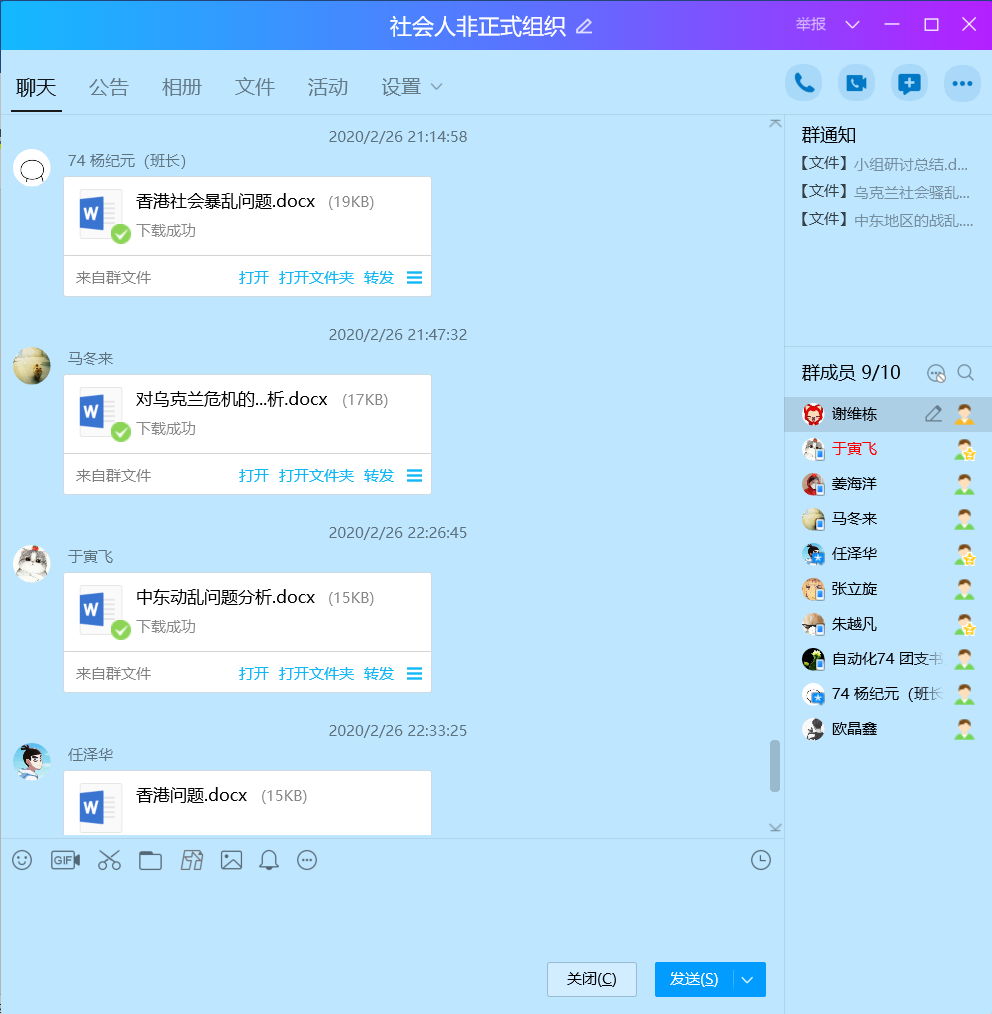 社会人非正式组织
举报
聊天 公告 相册 文件 活动 设置
2020/2/26 21:14:58
74 杨纪元（班长）
香港社会暴乱问题.docx (19KB)
下载成功
来自群文件 打开 打开文件夹 转发
2020/2/26 21:47:32
马冬来
对乌克兰危机的...析.docx (17KB)
下载成功
来自群文件 打开 打开文件夹 转发
2020/2/26 22:26:45
于寅飞
中东动乱问题分析.docx (15KB)
下载成功
来自群文件 打开 打开文件夹 转发
2020/2/26 22:33:25
任泽华
香港问题.docx (15KB)
GIF
关闭(C) 发送(S)
群通知
【文件】小组研讨总结.d...
【文件】乌克兰社会骚乱...
【文件】中东地区的战乱....
群成员 9/10
谢维栋
于寅飞
姜海洋
马冬来
任泽华
张立旋
朱越凡
自动化74 团支书
74 杨纪元（班长
欧晶鑫